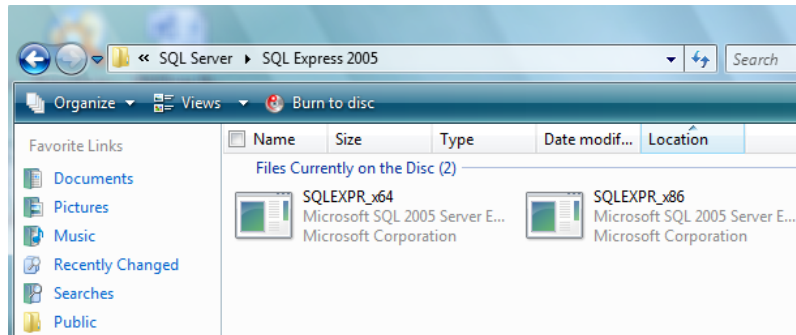 « SQL Server ▸ SQL Express 2005
Search
Organize Views Burn to disc
Favorite Links
Documents
Pictures
Music
Recently Changed
Searches
Public
Name Size Type Date modif... Location
Files Currently on the Disc (2)
SQLEXPR_x64
Microsoft SQL 2005 Server E...
Microsoft Corporation
SQLEXPR_x86
Microsoft SQL 2005 Server E...
Microsoft Corporation